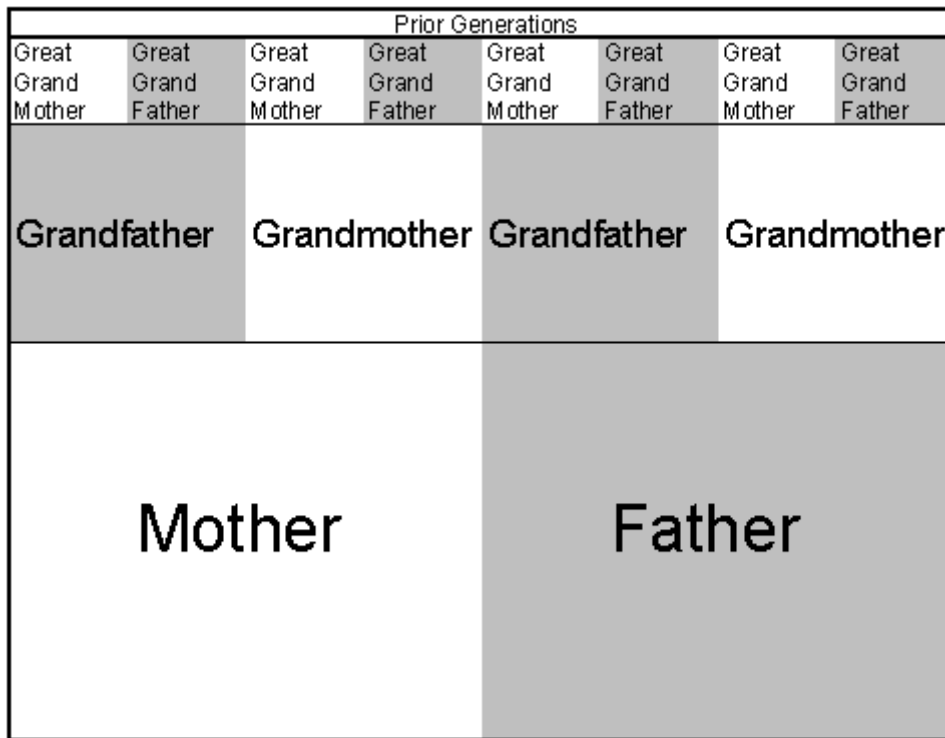 Prior Generations
Great Great Great Great Great Great Great Great
Grand Grand Grand Grand Grand Grand Grand Grand
Mother Father Mother Father Mother Father Mother Father
Grandfather Grandmother Grandfather Grandmother
Mother Father